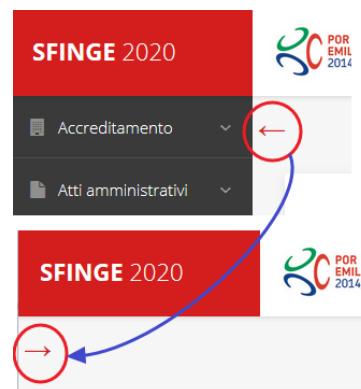 SFINGE 2020
POR
EMIL
2014
Accreditamento
←
Atti amministrativi
SFINGE 2020
POR
EMIL
2014
→